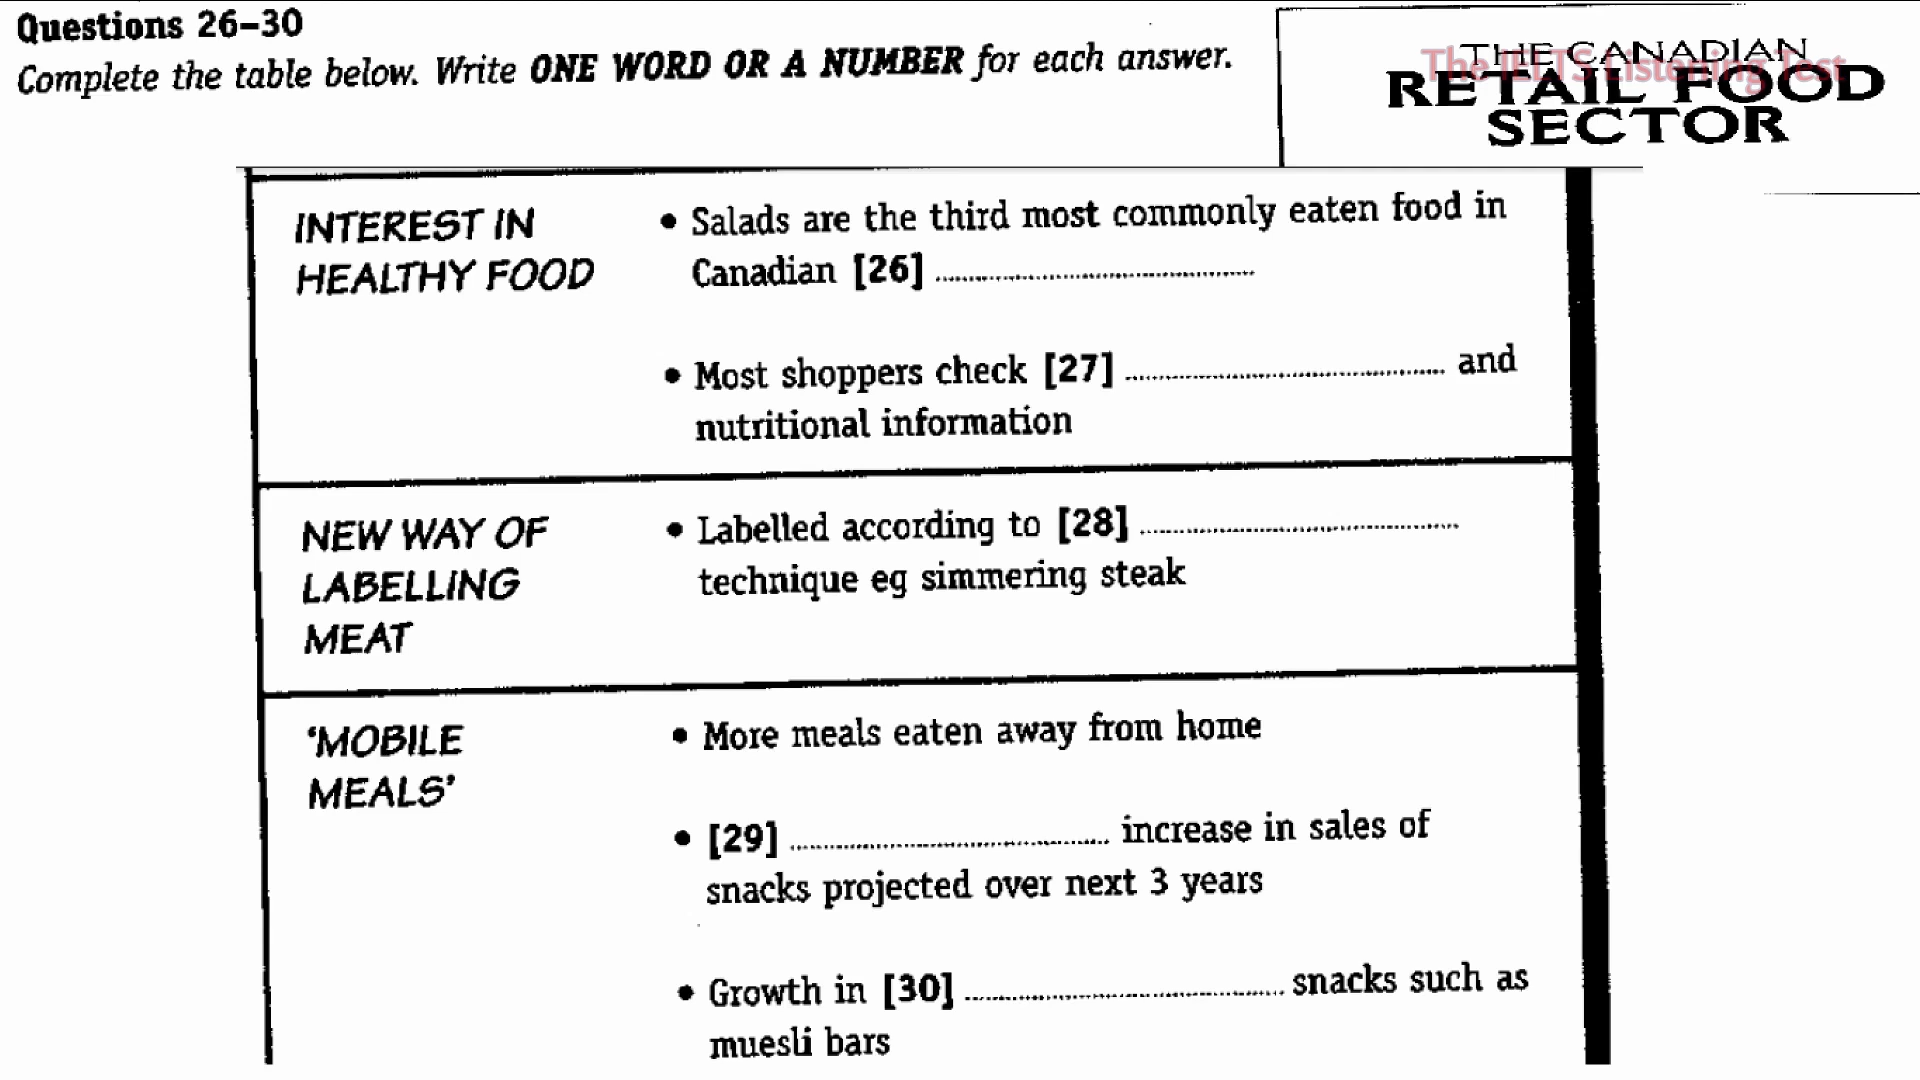 Questions 26–30
Complete the table below. Write ONE WORD OR A NUMBER for each answer.
THE CANADIAN
The IELTS Listening Test
RETAIL FOOD
SECTOR
INTEREST IN
HEALTHY FOOD
• Salads are the third most commonly eaten food in
Canadian [26] ........................................
• Most shoppers check [27] ........................................ and
nutritional information
NEW WAY OF
LABELLING
MEAT
• Labelled according to [28] ........................................
technique eg simmering steak
'MOBILE
MEALS'
• More meals eaten away from home
• [29] ........................................ increase in sales of
snacks projected over next 3 years
• Growth in [30] ........................................ snacks such as
muesli bars